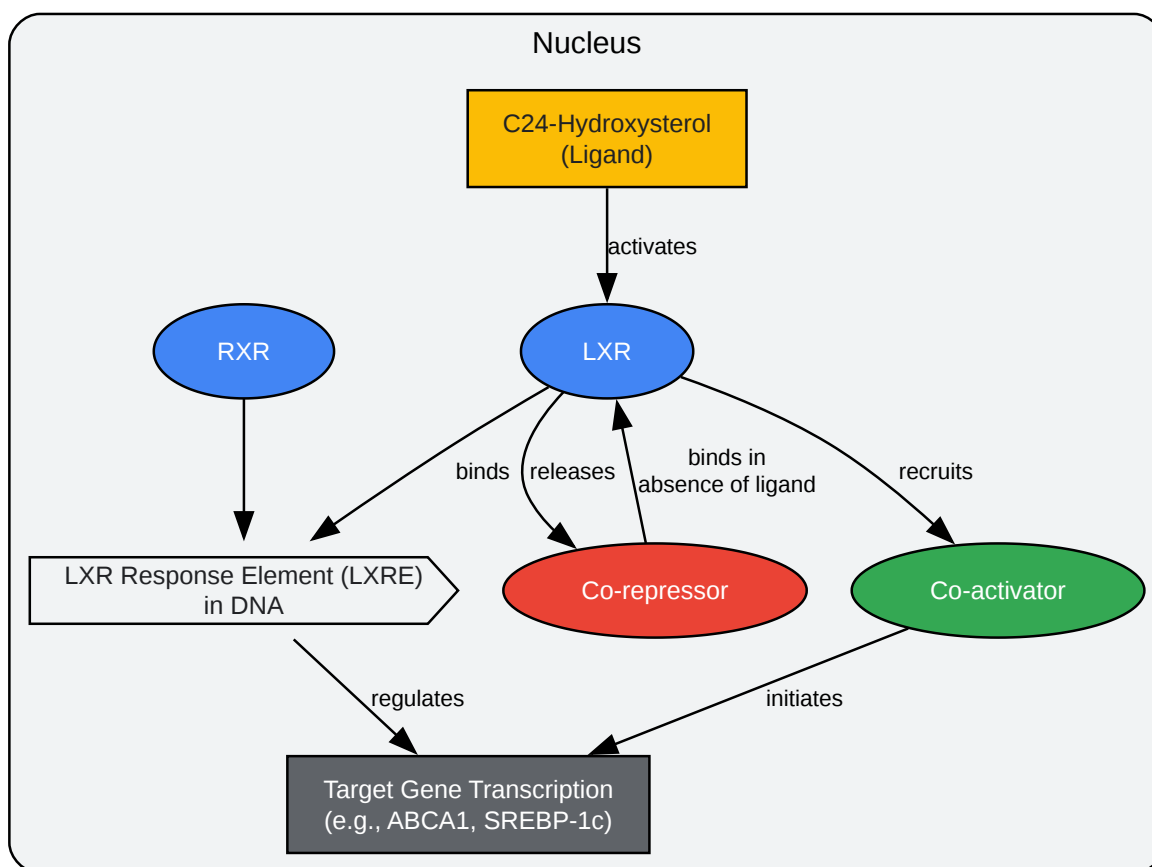 Nucleus
C24-Hydroxysterol
(Ligand)
activates
RXR
LXR
binds
releases
binds in
absence of ligand
recruits
LXR Response Element (LXRE)
in DNA
Co-repressor
Co-activator
regulates
initiates
Target Gene Transcription
(e.g., ABCA1, SREBP-1c)